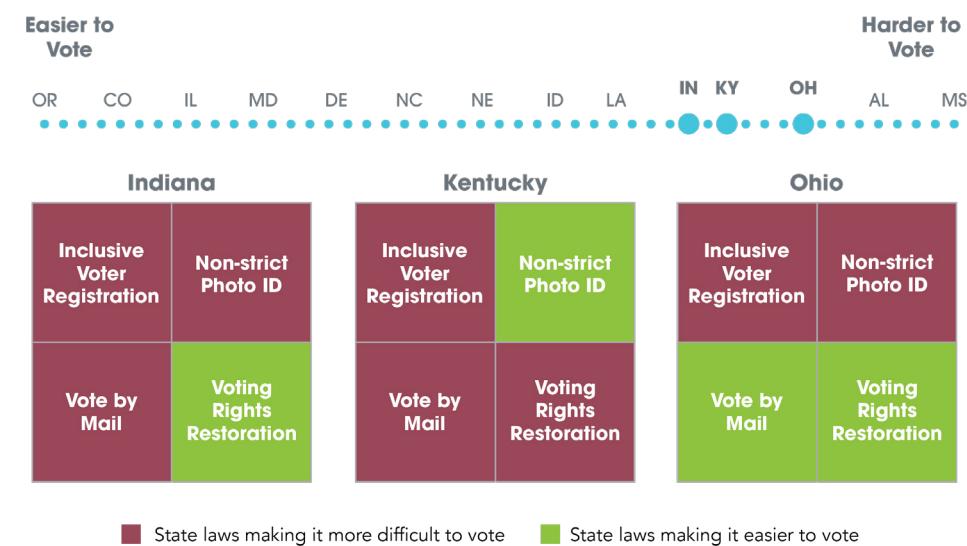 Easier to
Vote
Harder to
Vote
OR CO IL MD DE NC NE ID LA IN KY OH AL MS
Indiana
Kentucky
Ohio
Inclusive
Voter
Registration
Non-strict
Photo ID
Inclusive
Voter
Registration
Non-strict
Photo ID
Inclusive
Voter
Registration
Non-strict
Photo ID
Vote by
Mail
Voting
Rights
Restoration
Vote by
Mail
Voting
Rights
Restoration
Vote by
Mail
Voting
Rights
Restoration
State laws making it more difficult to vote
State laws making it easier to vote